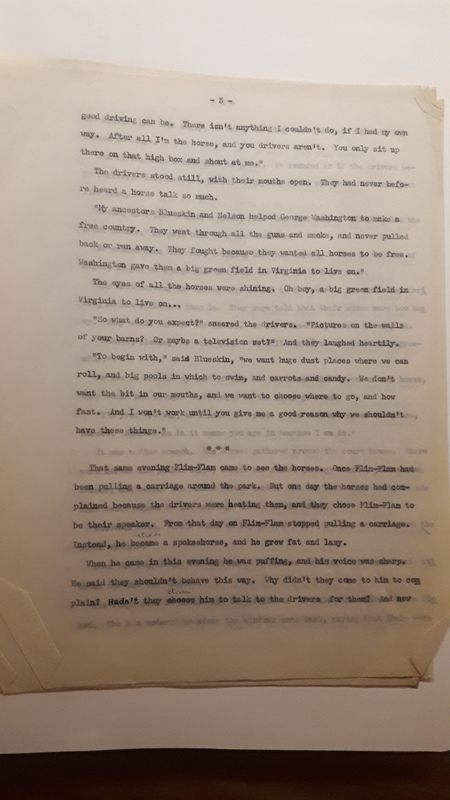 - 3 -
good driving can be. There isn't anything I couldn't do, if I had my own
way. After all I'm the horse, and you drivers aren't. You only sit up
there on that high box and shout at me."
The drivers stood still, with their mouths open. They had never befo-
re heard a horse talk so much.
"My ancestors Blueskin and Nelson helped George Washington to make a
free country. They went through all the guns and smoke, and never pulled
back or ran away. They fought because they wanted all horses to be free.
Washington gave them a big green field in Virginia to live on."
The eyes of all the horses were shining. Oh boy, a big green field in
Virginia to live on...
"So what do you expect?" sneered the drivers. "Pictures on the walls
of your barns? Or maybe a television set?" And they laughed heartily.
"To begin with," said Blueskin, "we want huge dust places where we can
roll, and big pools in which to swim, and carrots and candy. We don't
want the bit in our mouths, and we want to choose where to go, and how
fast. And I won't work until you give me a good reason why we shouldn't
have these things."
* * *
That same evening Flim-Flam came to see the horses. Once Flim-Flam had
been pulling a carriage around the park. But one day the horses had com-
plained because the drivers were beating them, and they chose Flim-Flam to
be their speaker. From that day on Flim-Flam stopped pulling a carriage.
Instead, he became a spokeshorse, and he grew fat and lazy.
When he came in this evening he was puffing, and his voice was sharp.
He said they shouldn't behave this way. Why didn't they come to him to com
plain? Hadn't they choose him to talk to the drivers for them? And now